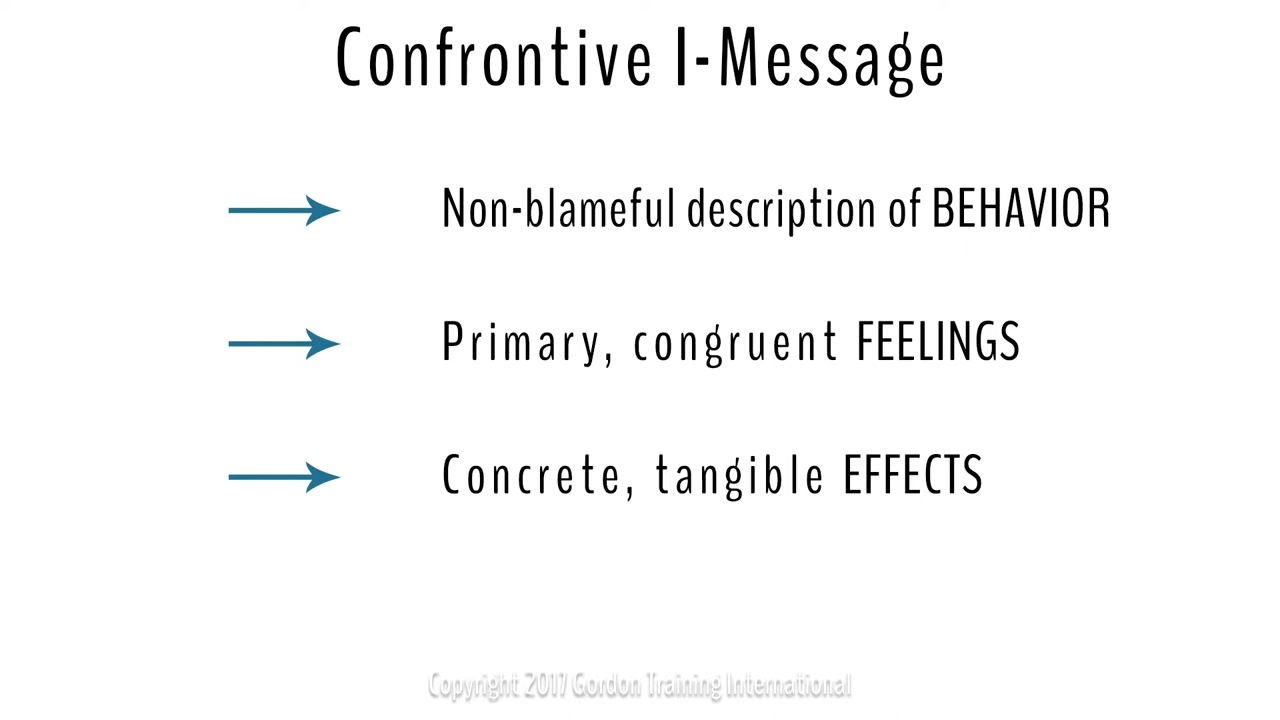 Confrontive I-Message
Non-blameful description of BEHAVIOR
Primary, congruent FEELINGS
Concrete, tangible EFFECTS
Copyright 2017 Gordon Training International